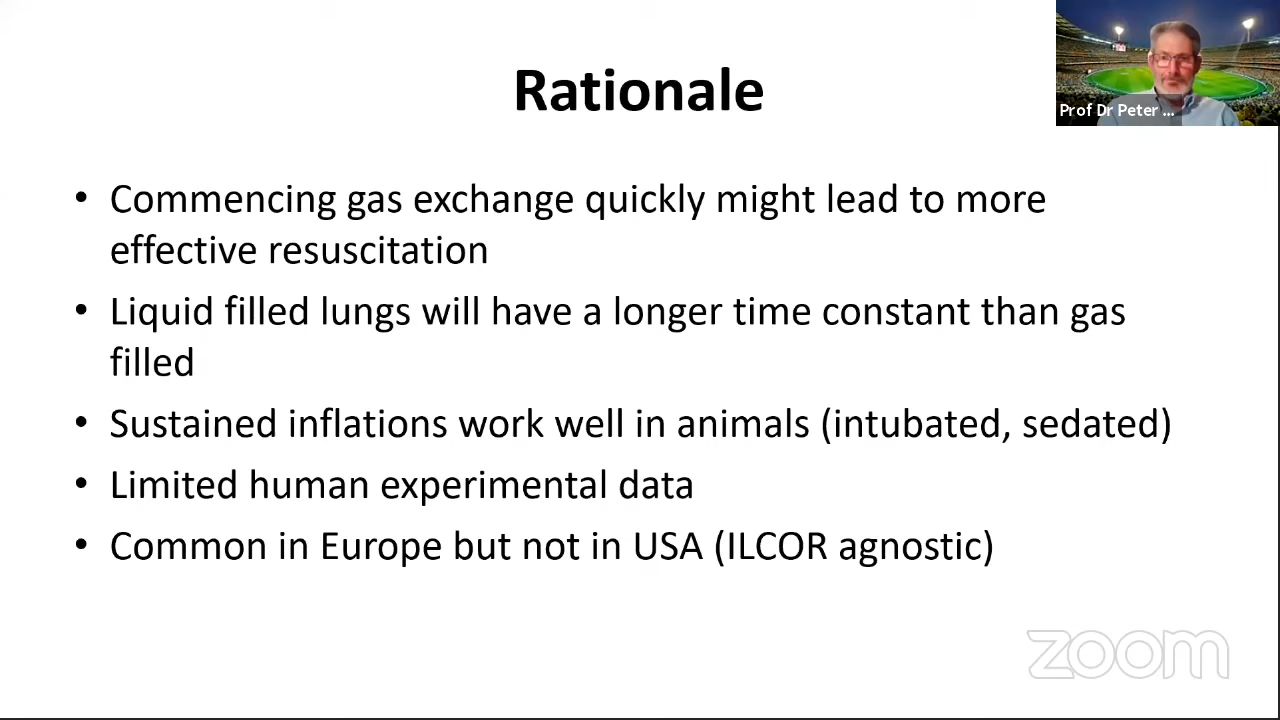 Rationale
Prof Dr Peter ...
• Commencing gas exchange quickly might lead to more
effective resuscitation
• Liquid filled lungs will have a longer time constant than gas
filled
• Sustained inflations work well in animals (intubated, sedated)
• Limited human experimental data
• Common in Europe but not in USA (ILCOR agnostic)
zoom